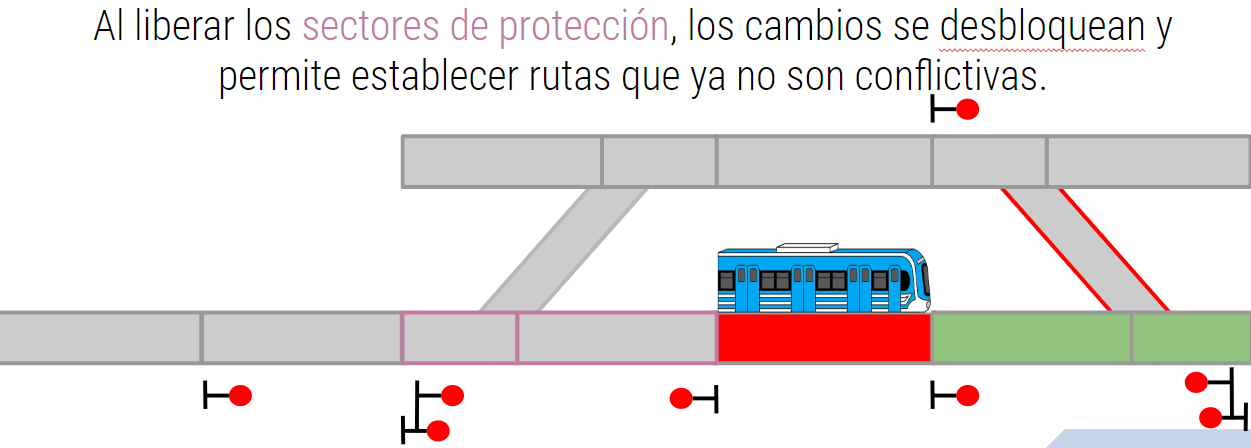 Al liberar los sectores de protección, los cambios se desbloquean y
permite establecer rutas que ya no son conflictivas.